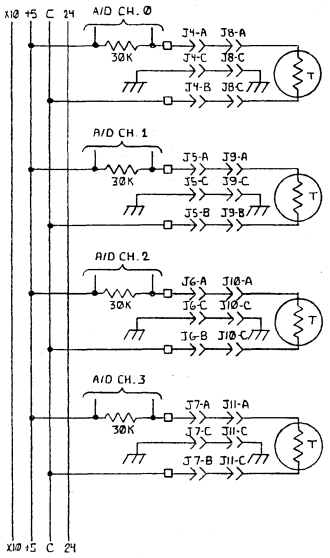 X10 +5 C 24
A/D CH.0
30K
J4-A J8-A
J4-C J8-C
J4-B J8-C
T
A/D CH.1
30K
J5-A J9-A
J5-C J9-C
J5-B J9-B
T
A/D CH.2
30K
J6-A J10-A
J6-C J10-C
J6-B J10-C
T
A/D CH.3
30K
J7-A J11-A
J7-C J11-C
J7-B J11-C
T
X10 +5 C 24